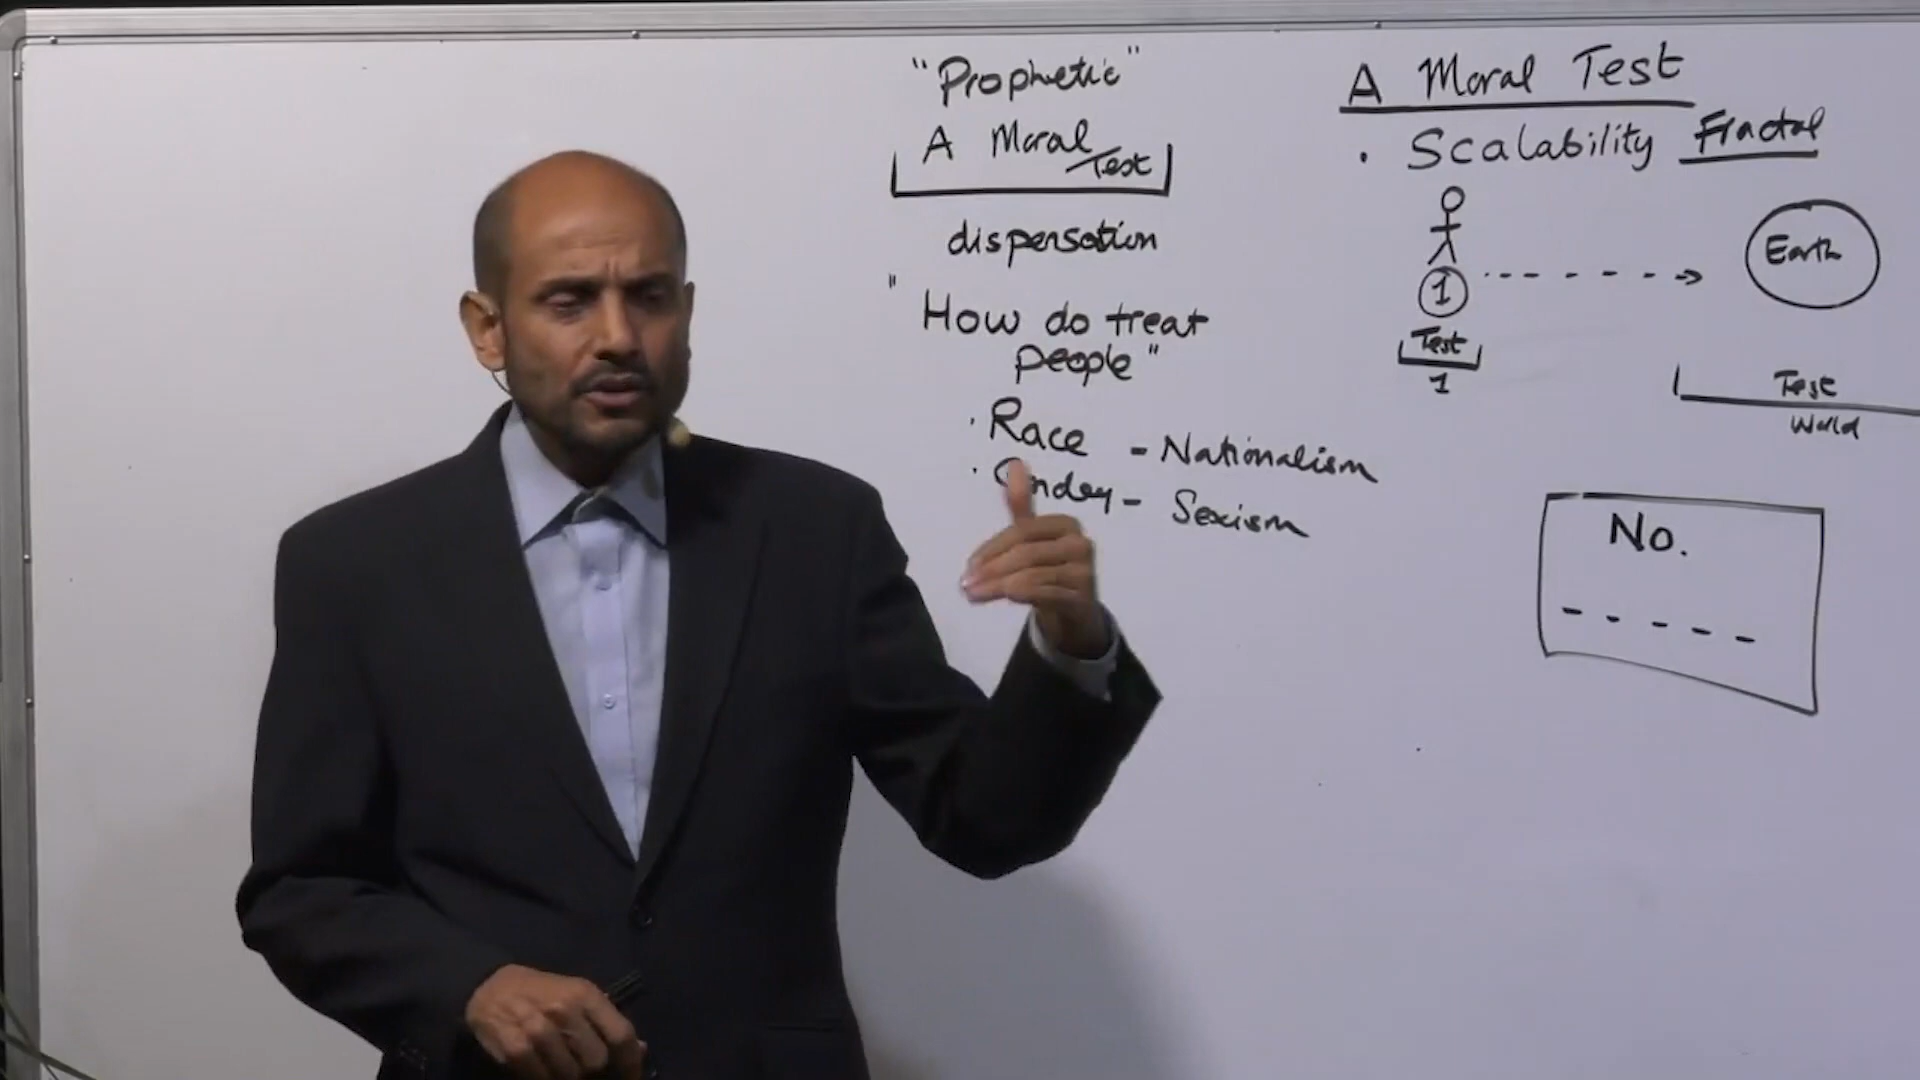 "Prophetic"
A Moral
Test
dispensation
"How do treat
people"
· Race - Nationalism
· - Sexism
A Moral Test
· Scalability Fractal
Earth
1
Test
1
Test
World
No.
- - - - -